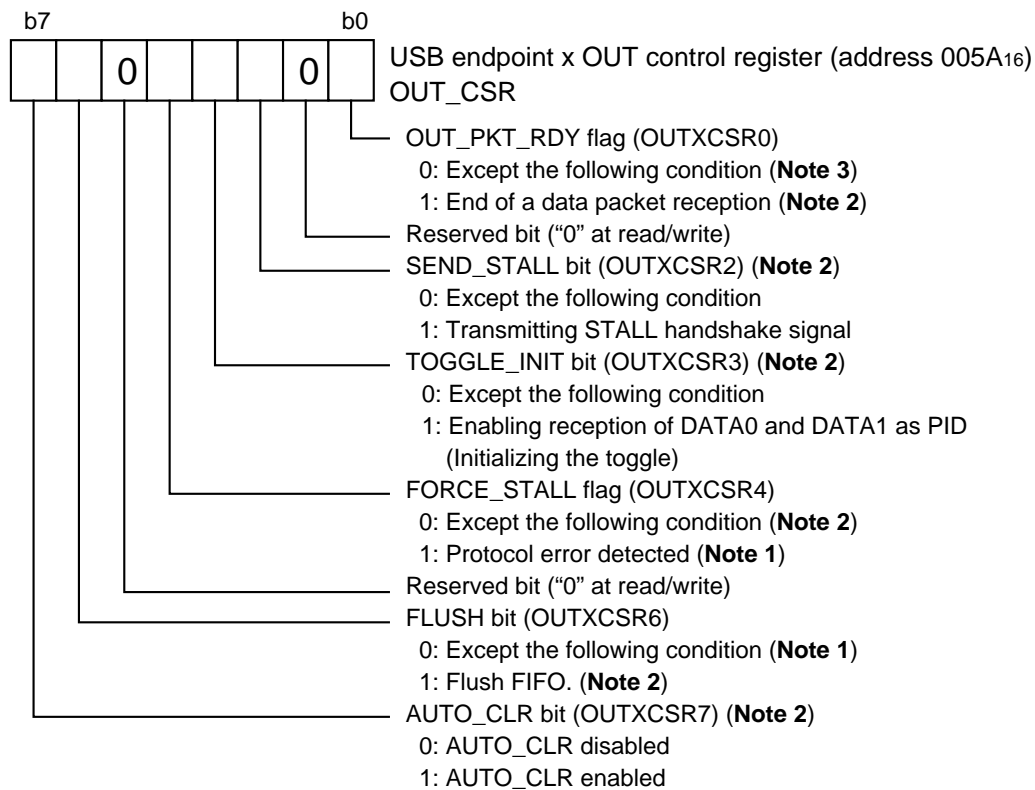 b7 b0
0 0
USB endpoint x OUT control register (address 005A16)
OUT_CSR
OUT_PKT_RDY flag (OUTXCSR0)
0: Except the following condition (Note 3)
1: End of a data packet reception (Note 2)
Reserved bit (“0” at read/write)
SEND_STALL bit (OUTXCSR2) (Note 2)
0: Except the following condition
1: Transmitting STALL handshake signal
TOGGLE_INIT bit (OUTXCSR3) (Note 2)
0: Except the following condition
1: Enabling reception of DATA0 and DATA1 as PID
(Initializing the toggle)
FORCE_STALL flag (OUTXCSR4)
0: Except the following condition (Note 2)
1: Protocol error detected (Note 1)
Reserved bit (“0” at read/write)
FLUSH bit (OUTXCSR6)
0: Except the following condition (Note 1)
1: Flush FIFO. (Note 2)
AUTO_CLR bit (OUTXCSR7) (Note 2)
0: AUTO_CLR disabled
1: AUTO_CLR enabled